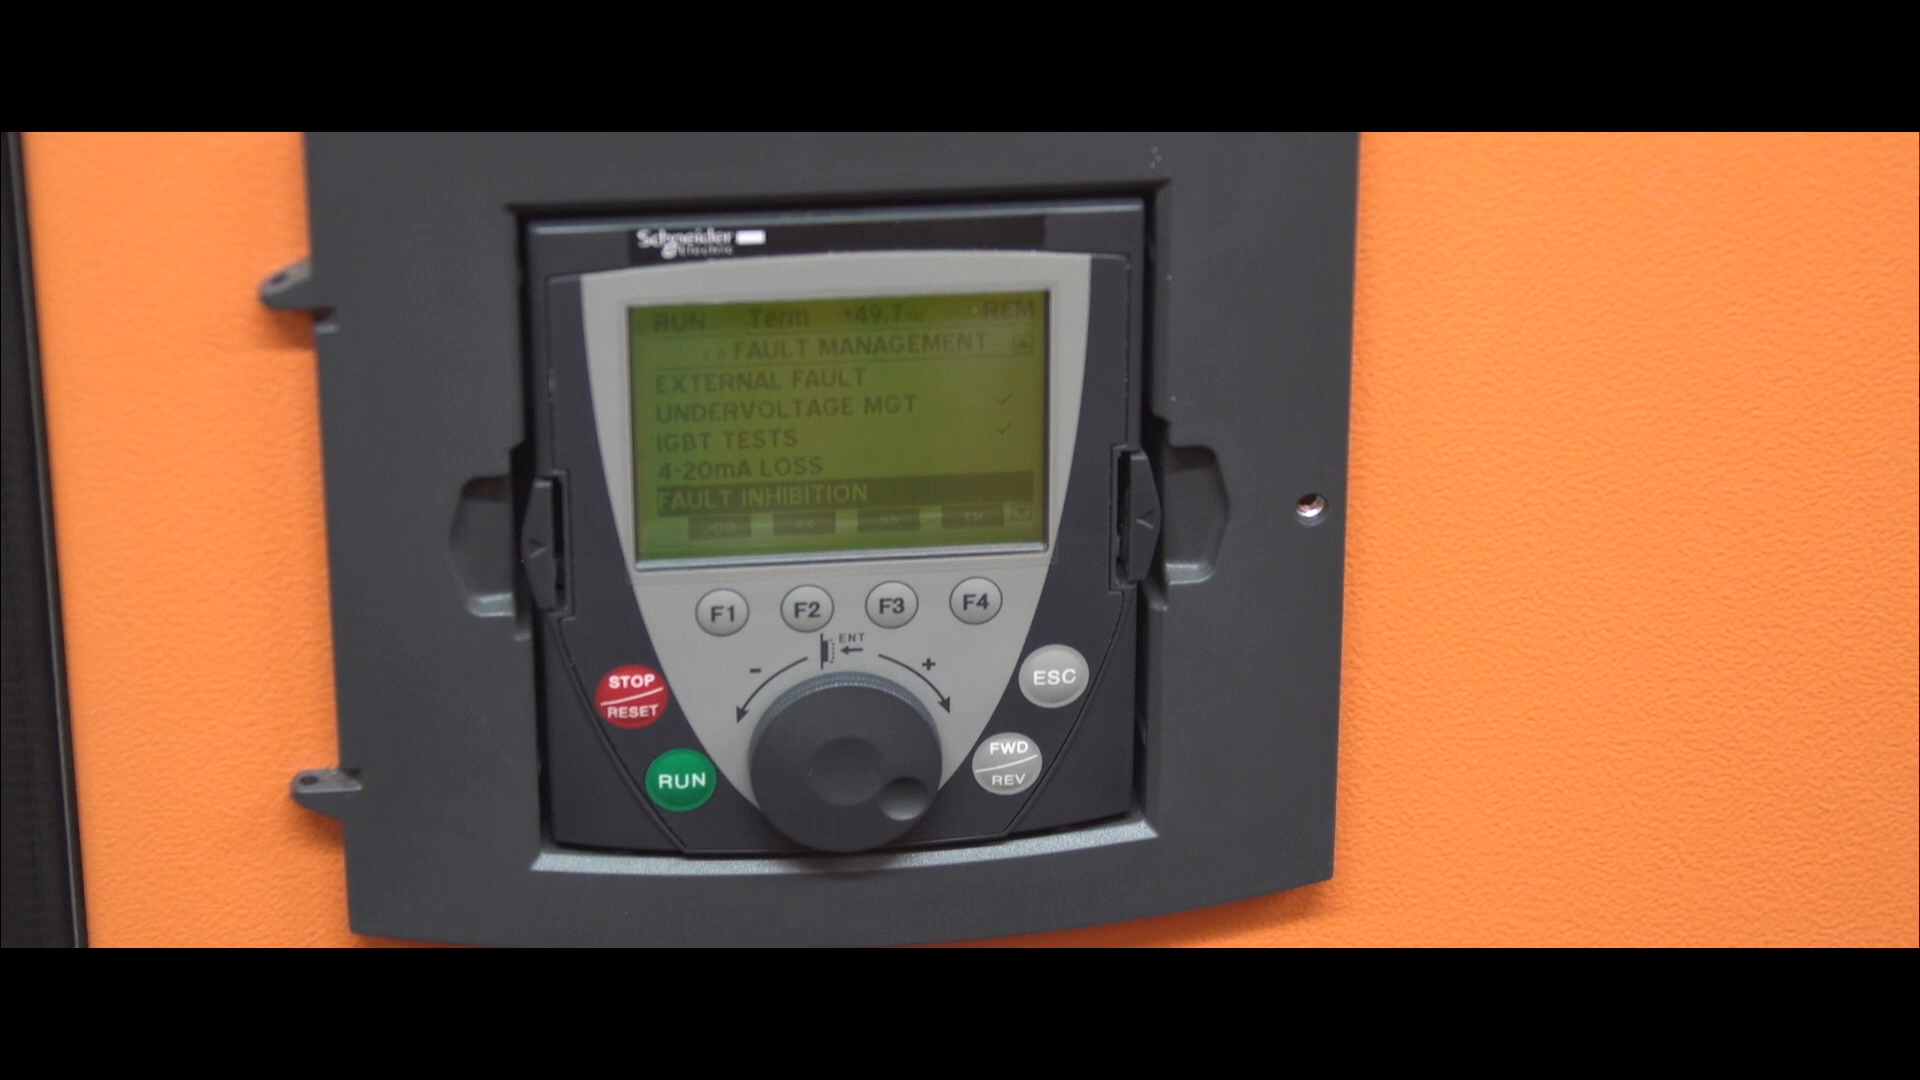 Schneider
Electric
RUN Term +49.7 REM
FAULT MANAGEMENT
EXTERNAL FAULT
UNDERVOLTAGE MGT
IGBT TESTS
4-20mA LOSS
FAULT INHIBITION
<< >>
F1 F2 F3 F4
ENT
- +
STOP
RESET
ESC
RUN
FWD
REV